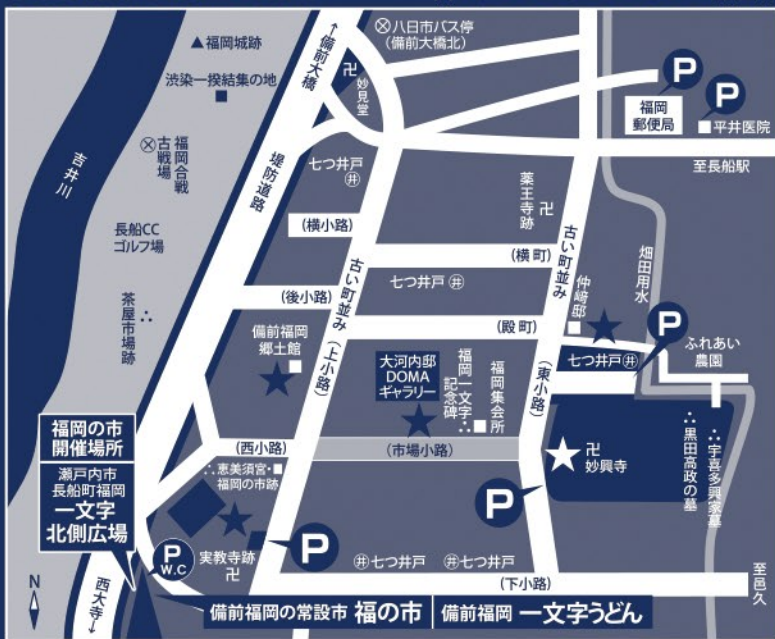 ↑備前大橋
八日市バス停
(備前大橋北)
卍 妙見堂
▲福岡城跡
渋染一揆結集の地
吉井川
福岡合戦
古戦場
堤防道路
長船CC
ゴルフ場
茶屋市場跡
P
P
福岡
郵便局
平井医院
至長船駅
七つ井戸
井
薬王寺跡
卍
(横小路)
古い町並み(上小路)
(横町)
古い町並み
(東小路)
畑田用水
七つ井戸 井
仲﨑邸
(後小路)
(殿町)
P
備前福岡
郷土館
大河内邸
DOMA
ギャラリー
福岡一文字
記念碑
福岡集会所
七つ井戸 井
ふれあい
農園
福岡の市
開催場所
瀬戸内市
長船町福岡
一文字
北側広場
(西小路)
(市場小路)
恵美須宮・
福岡の市跡
卍
妙興寺
黒田高政の墓
宇喜多興家墓
P
P
W.C
実教寺跡
卍
P
井七つ井戸
井七つ井戸
(下小路)
至邑久
N
西大寺→
備前福岡の常設市 福の市
備前福岡 一文字うどん